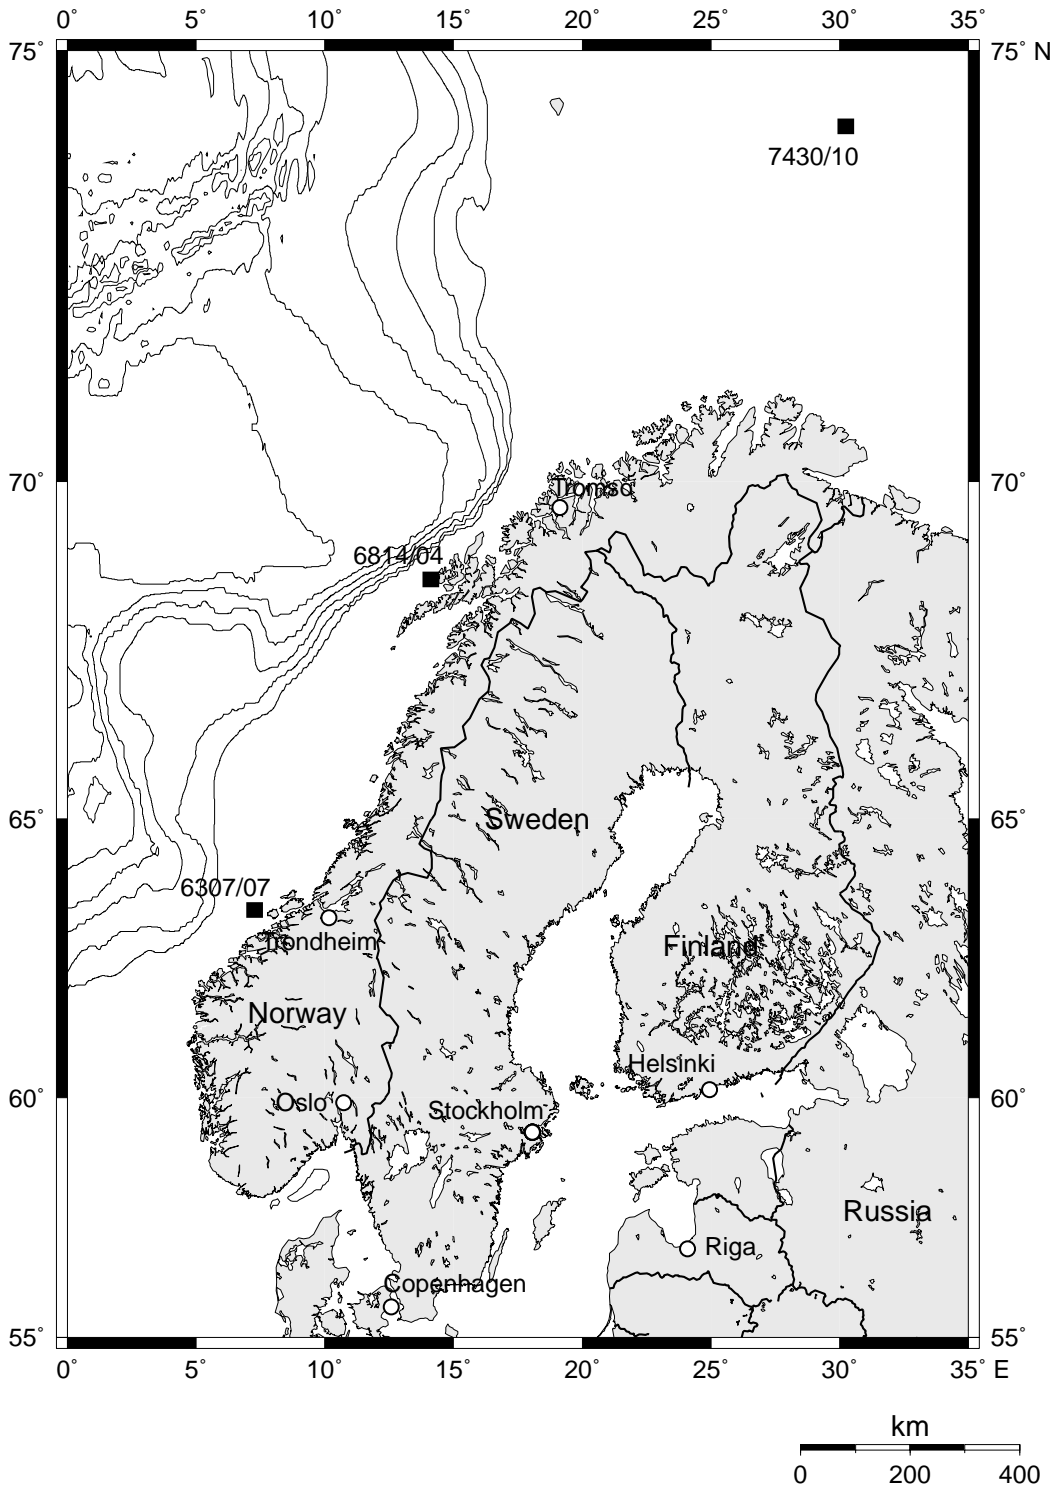 0° 5° 10° 15° 20° 25° 30° 35°
75° 75° N
7430/10
70° 70°
Tromsö
6814/04
65° 65°
Sweden
6307/07
Trondheim
Finland
Norway
Helsinki
60° 60°
Oslo
Stockholm
Russia
Riga
Copenhagen
55° 55°
0° 5° 10° 15° 20° 25° 30° 35° E
km
0 200 400